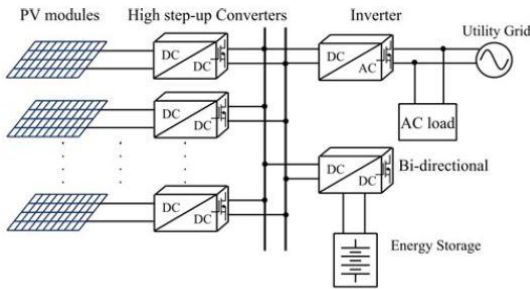 PV modules
High step-up Converters
Inverter
Utility Grid
DC
DC
DC
AC
AC load
DC
DC
Bi-directional
DC
DC
DC
DC
Energy Storage